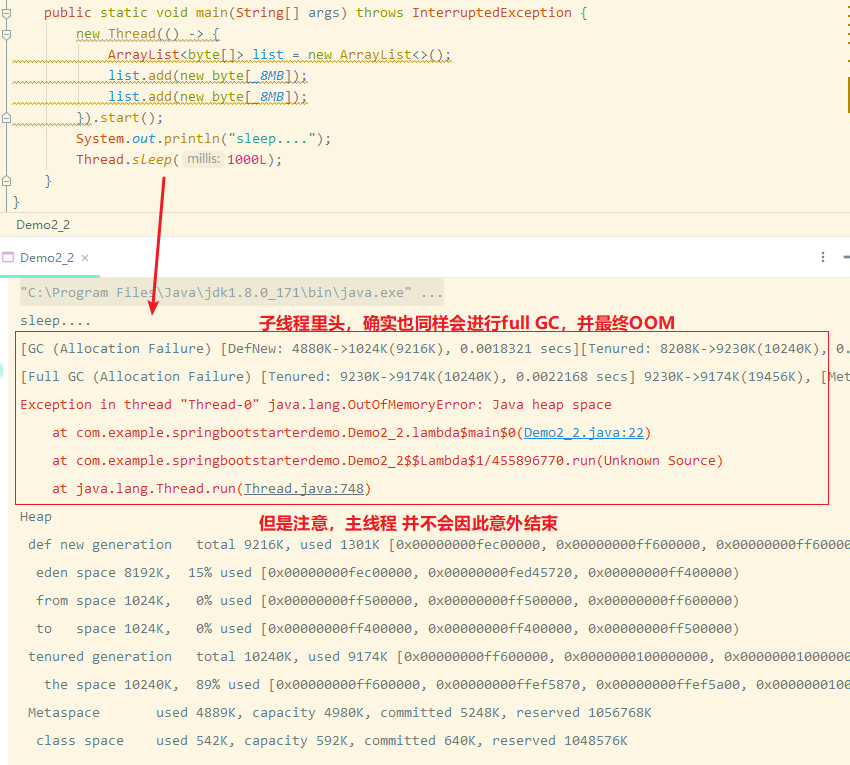 public static void main(String[] args) throws InterruptedException {
new Thread(() -> {
ArrayList<byte[]> list = new ArrayList<>();
list.add(new byte[_8MB]);
list.add(new byte[_8MB]);
}).start();
System.out.println("sleep....");
Thread.sleep( millis: 1000L);
}
}
Demo2_2
Demo2_2 ×
"C:\Program Files\Java\jdk1.8.0_171\bin\java.exe" ...
sleep....
子线程里头，确实也同样会进行full GC，并最终OOM
[GC (Allocation Failure) [DefNew: 4880K->1024K(9216K), 0.0018321 secs][Tenured: 8208K->9230K(10240K), 0.
[Full GC (Allocation Failure) [Tenured: 9230K->9174K(10240K), 0.0022168 secs] 9230K->9174K(19456K), [Met
Exception in thread "Thread-0" java.lang.OutOfMemoryError: Java heap space
at com.example.springbootstarterdemo.Demo2_2.lambda$main$0(Demo2_2.java:22)
at com.example.springbootstarterdemo.Demo2_2$$Lambda$1/455896770.run(Unknown Source)
at java.lang.Thread.run(Thread.java:748)
Heap
但是注意，主线程 并不会因此意外结束
def new generation   total 9216K, used 1301K [0x00000000fec00000, 0x00000000ff600000, 0x00000000ff60000
eden space 8192K,  15% used [0x00000000fec00000, 0x00000000fed45720, 0x00000000ff400000)
from space 1024K,   0% used [0x00000000ff500000, 0x00000000ff500000, 0x00000000ff600000)
to   space 1024K,   0% used [0x00000000ff400000, 0x00000000ff400000, 0x00000000ff500000)
tenured generation   total 10240K, used 9174K [0x00000000ff600000, 0x0000000100000000, 0x0000000100000
the space 10240K,  89% used [0x00000000ff600000, 0x00000000ffef5870, 0x00000000ffef5a00, 0x0000000100
Metaspace       used 4889K, capacity 4980K, committed 5248K, reserved 1056768K
class space    used 542K, capacity 592K, committed 640K, reserved 1048576K